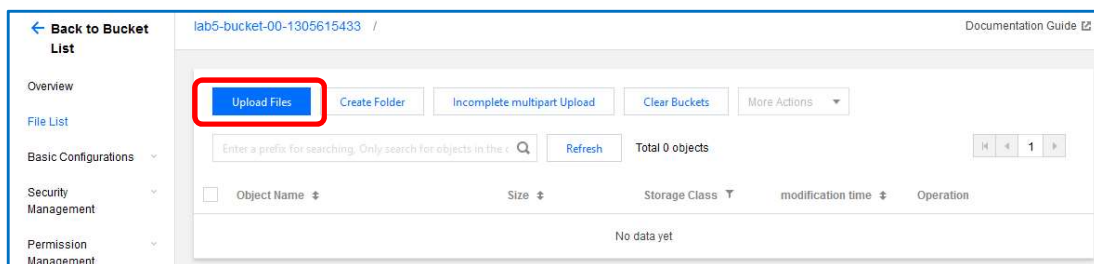 ← Back to Bucket List
lab5-bucket-00-1305615433 /
Documentation Guide
Overview
File List
Basic Configurations
Security Management
Permission Management
Upload Files
Create Folder
Incomplete multipart Upload
Clear Buckets
More Actions
Enter a prefix for searching. Only search for objects in the c
Refresh
Total 0 objects
1
Object Name
Size
Storage Class
modification time
Operation
No data yet